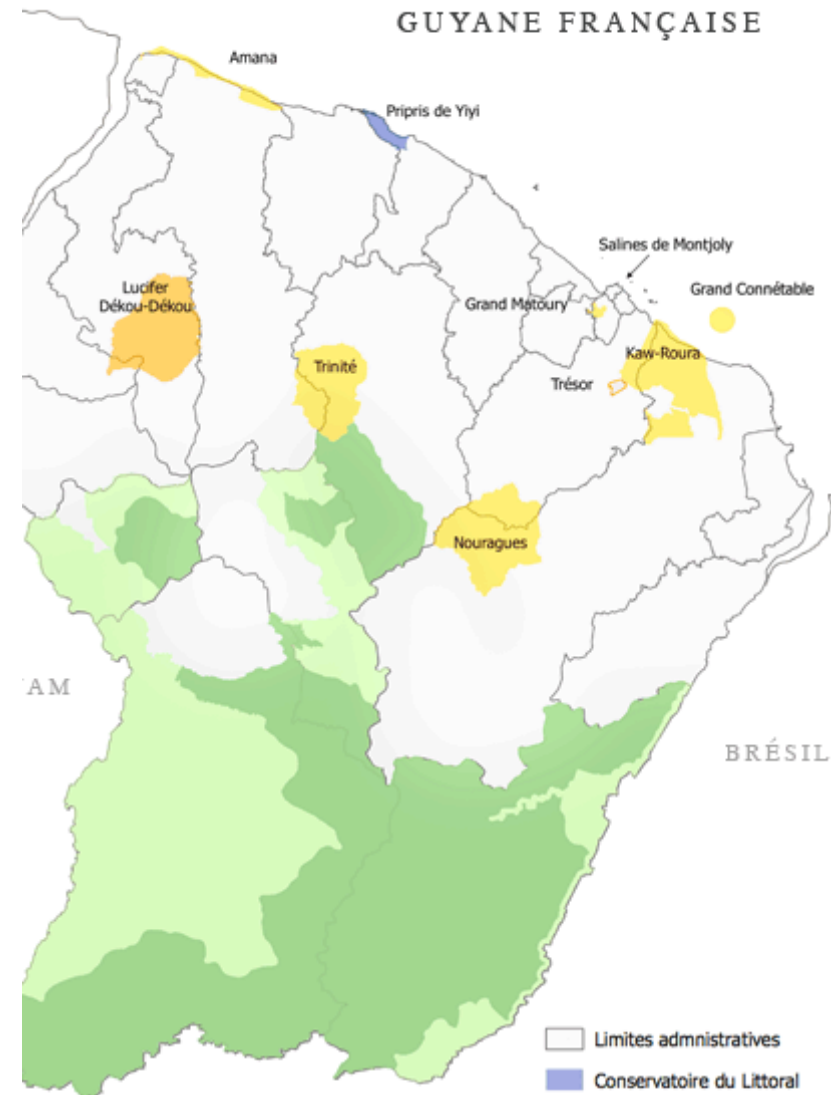 GUYANE FRANÇAISE
Amana
Pripris de Yiyi
Salines de Montjoly
Lucifer
Dékou-Dékou
Grand Connétable
Grand Matoury
Kaw-Roura
Trinité
Trésor
Nouragues
AM
BRÉSIL
Limites admnistratives
Conservatoire du Littoral